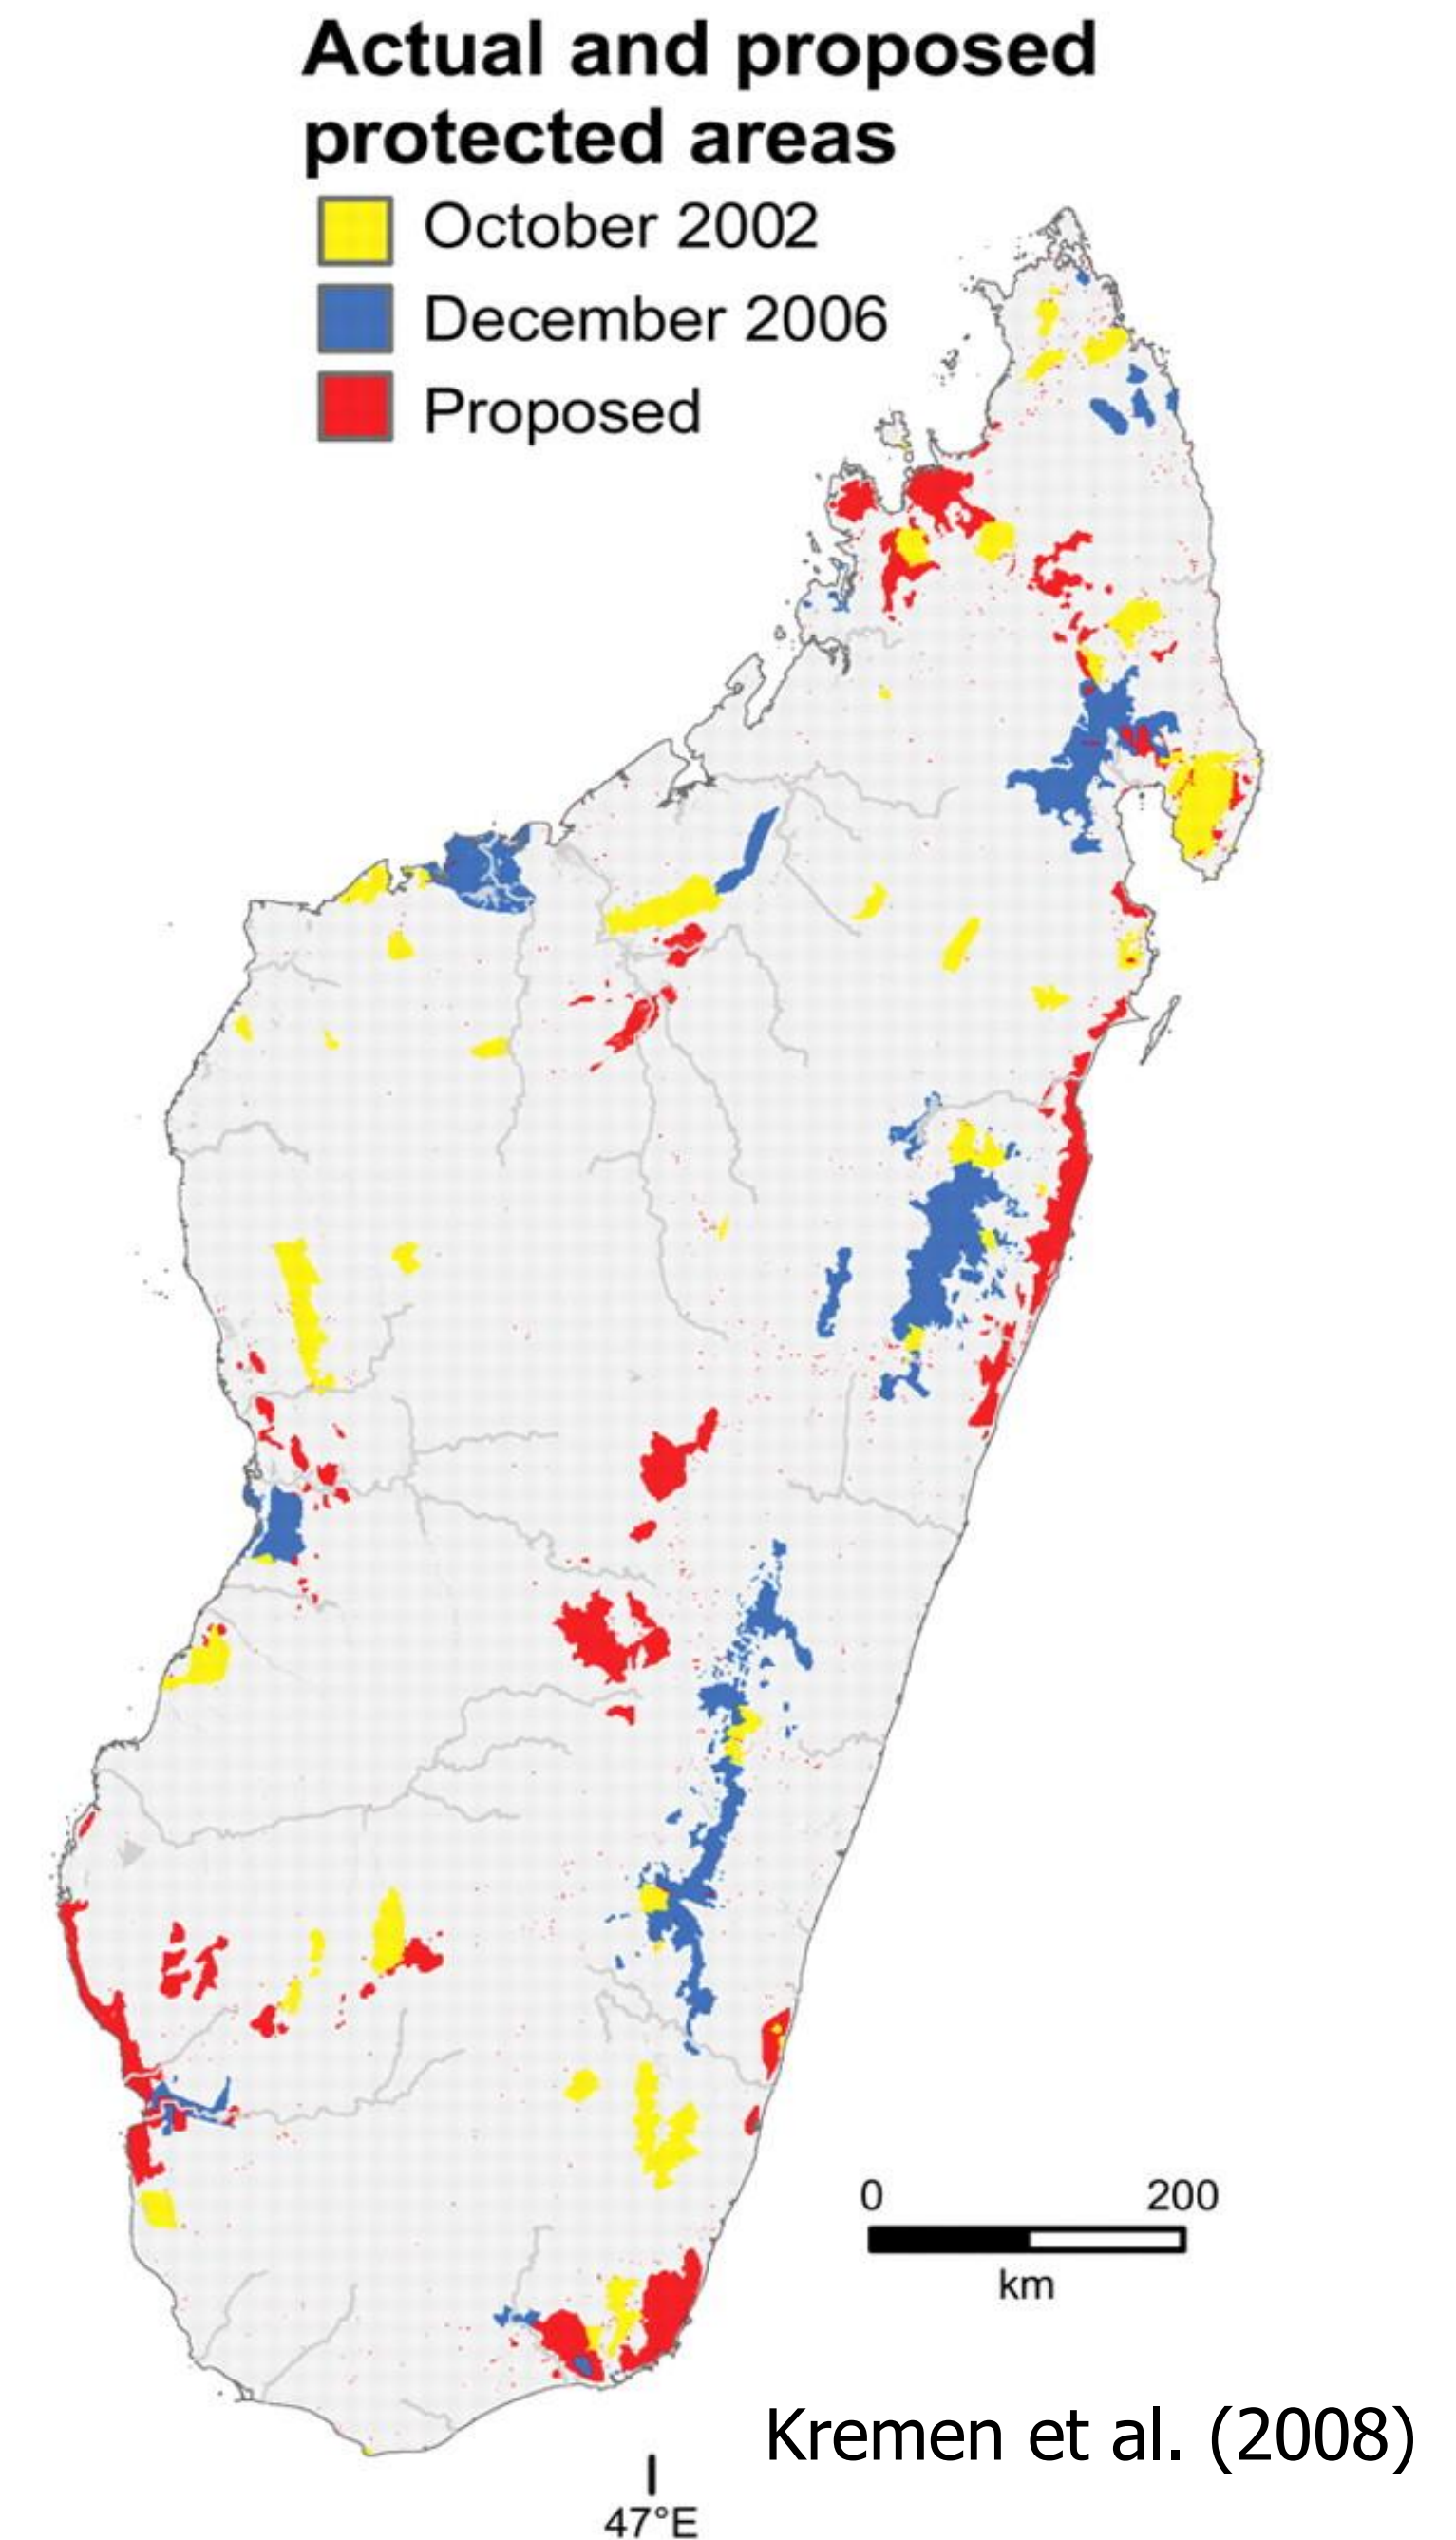 Actual and proposed
protected areas
October 2002
December 2006
Proposed
0 200
km
Kremen et al. (2008)
47°E